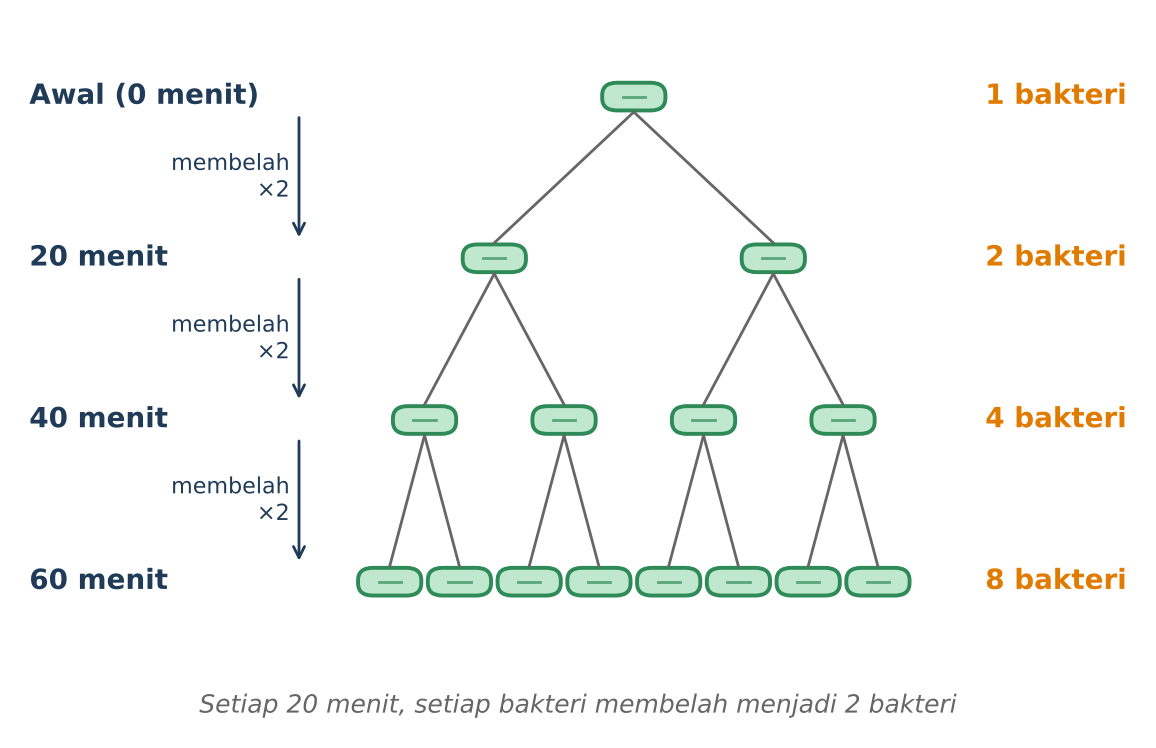 Awal (0 menit)
1 bakteri
membelah
×2
20 menit
2 bakteri
membelah
×2
40 menit
4 bakteri
membelah
×2
60 menit
8 bakteri
Setiap 20 menit, setiap bakteri membelah menjadi 2 bakteri